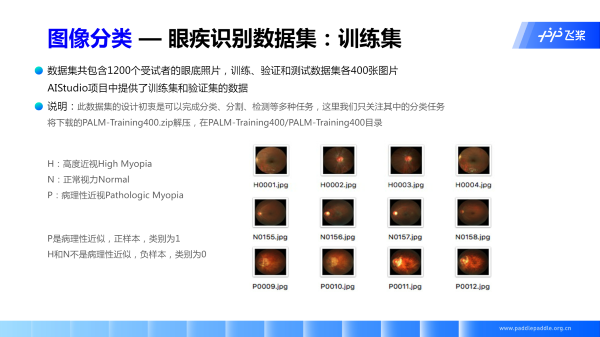 图像分类 — 眼疾识别数据集：训练集
飞桨
数据集共包含1200个受试者的眼底照片，训练、验证和测试数据集各400张图片
AIStudio项目中提供了训练集和验证集的数据
说明：此数据集的设计初衷是可以完成分类、分割、检测等多种任务，这里我们只关注其中的分类任务
将下载的PALM-Training400.zip解压，在PALM-Training400/PALM-Training400目录
H：高度近视High Myopia
N：正常视力Normal
P：病理性近视Pathologic Myopia
P是病理性近似，正样本，类别为1
H和N不是病理性近似，负样本，类别为0
H0001.jpg H0002.jpg H0003.jpg H0004.jpg
N0155.jpg N0156.jpg N0157.jpg N0158.jpg
P0009.jpg P0010.jpg P0011.jpg P0012.jpg
www.paddlepaddle.org.cn